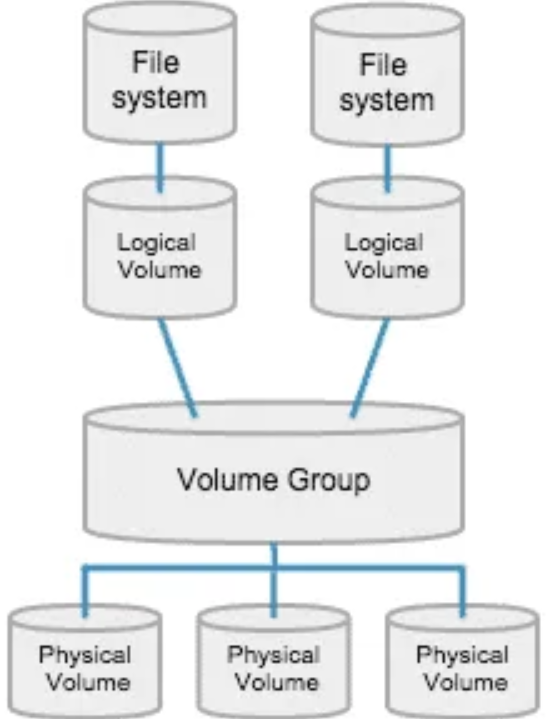 File
system
File
system
Logical
Volume
Logical
Volume
Volume Group
Physical
Volume
Physical
Volume
Physical
Volume